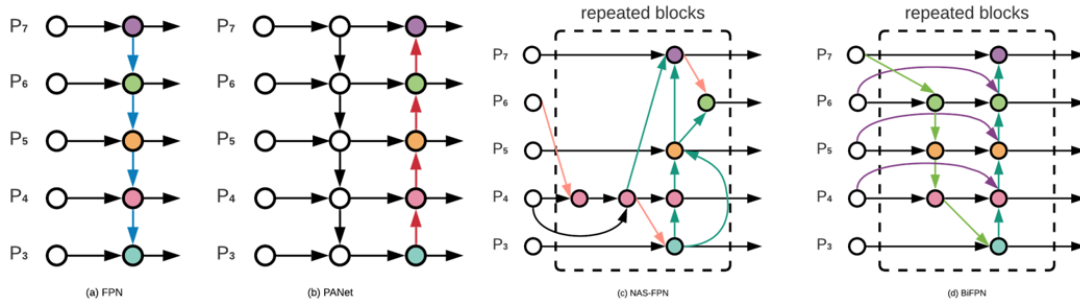 P7
P6
P5
P4
P3
(a) FPN
P7
P6
P5
P4
P3
(b) PANet
repeated blocks
P7
P6
P5
P4
P3
(c) NAS-FPN
repeated blocks
P7
P6
P5
P4
P3
(d) BiFPN